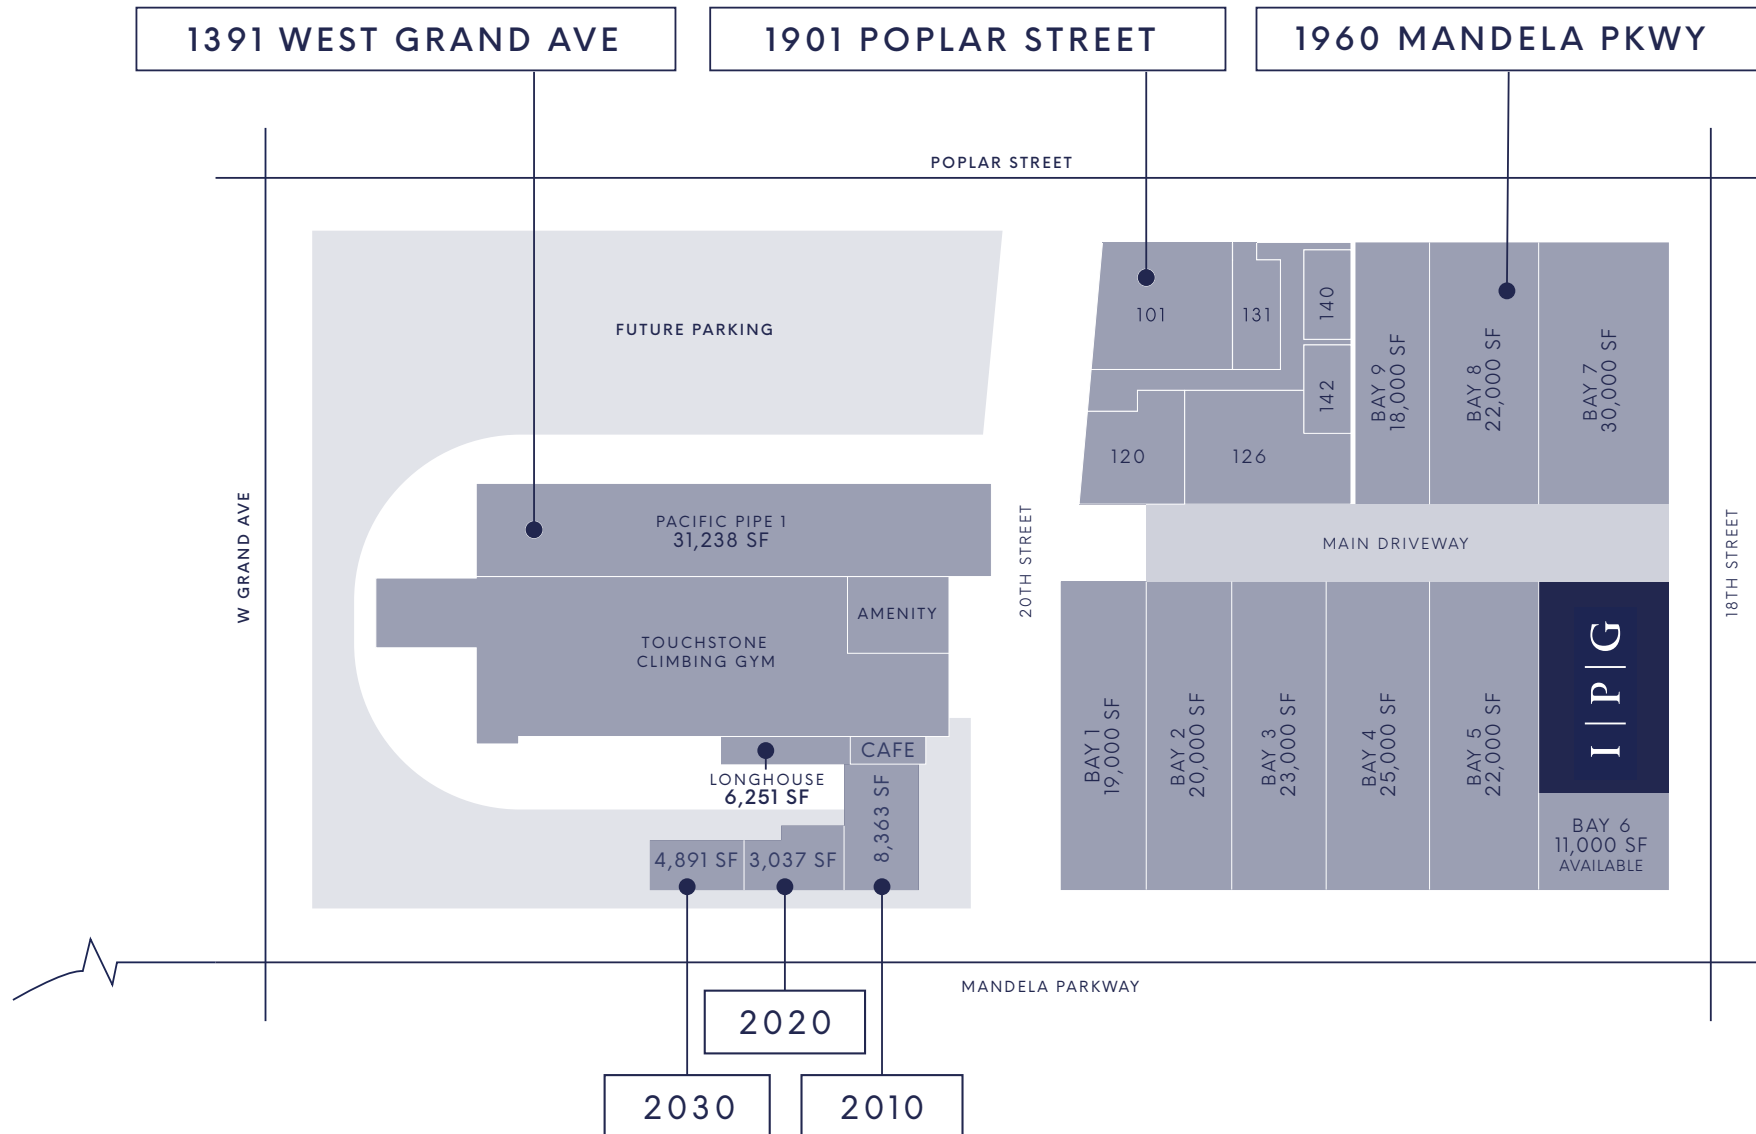 1391 WEST GRAND AVE
1901 POPLAR STREET
1960 MANDELA PKWY
POPLAR STREET
FUTURE PARKING
W GRAND AVE
PACIFIC PIPE 1
31,238 SF
AMENITY
TOUCHSTONE
CLIMBING GYM
CAFE
LONGHOUSE
6,251 SF
8,363 SF
4,891 SF
3,037 SF
20TH STREET
101
131
140
142
120
126
BAY 9
18,000 SF
BAY 8
22,000 SF
BAY 7
30,000 SF
MAIN DRIVEWAY
18TH STREET
BAY 1
19,000 SF
BAY 2
20,000 SF
BAY 3
23,000 SF
BAY 4
25,000 SF
BAY 5
22,000 SF
I|P|G
BAY 6
11,000 SF
AVAILABLE
MANDELA PARKWAY
2020
2030
2010